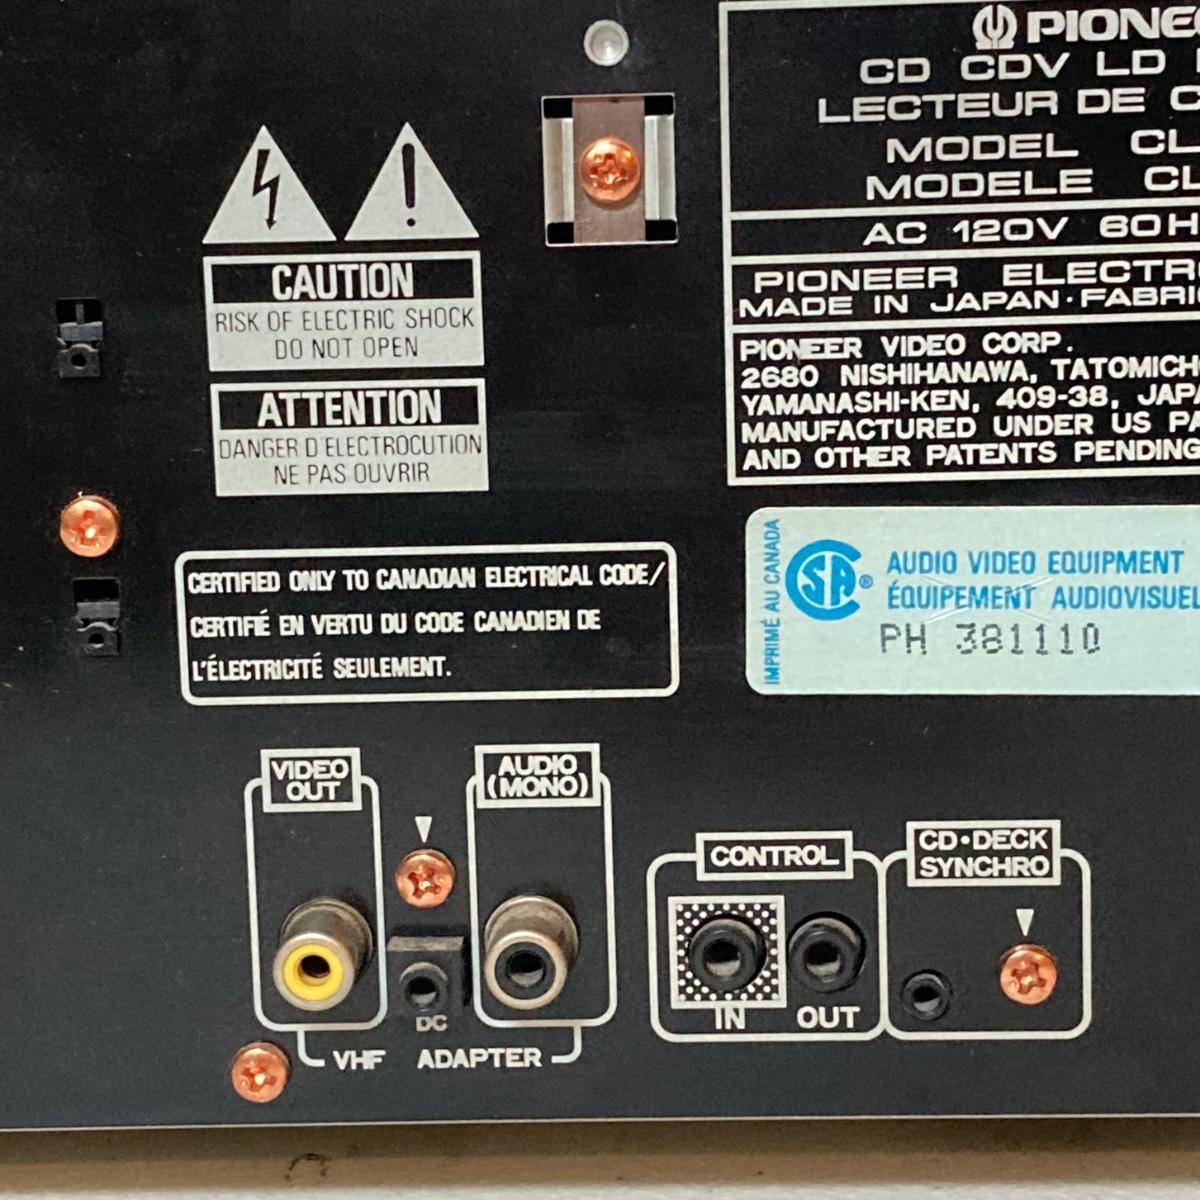 PIONE
CD CDV LD
LECTEUR DE C
MODEL CL
MODELE CL
AC 120V 60H
PIONEER ELECTR
MADE IN JAPAN·FABRI
PIONEER VIDEO CORP.
2680 NISHIHANAWA, TATOMICH
YAMANASHI-KEN, 409-38, JAPA
MANUFACTURED UNDER US PA
AND OTHER PATENTS PENDING
CAUTION
RISK OF ELECTRIC SHOCK
DO NOT OPEN
ATTENTION
DANGER D'ELECTROCUTION
NE PAS OUVRIR
CERTIFIED ONLY TO CANADIAN ELECTRICAL CODE/
CERTIFIÉ EN VERTU DU CODE CANADIEN DE
L'ÉLECTRICITÉ SEULEMENT.
IMPRIMÉ AU CANADA
SA®
AUDIO VIDEO EQUIPMENT
ÉQUIPEMENT AUDIOVISUEL
PH 381110
VIDEO
OUT
AUDIO
(MONO)
DC
VHF ADAPTER
CONTROL
IN OUT
CD·DECK
SYNCHRO